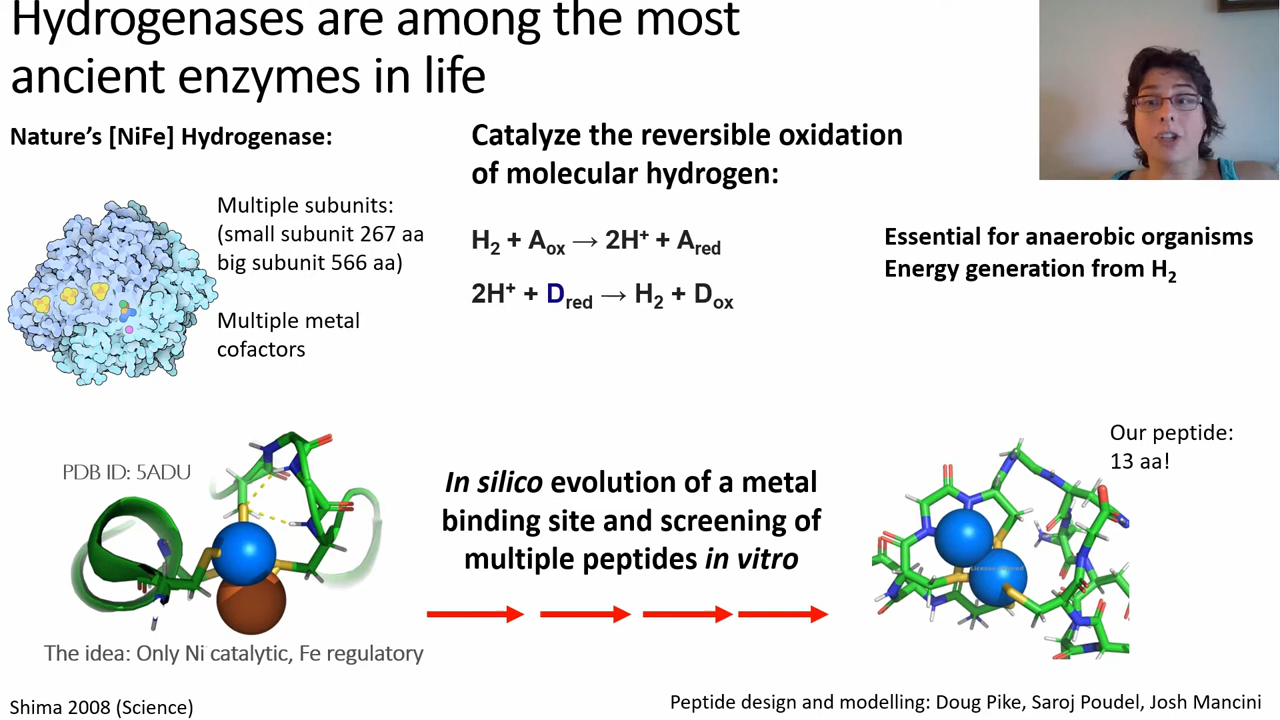 Hydrogenases are among the most
ancient enzymes in life
Nature's [NiFe] Hydrogenase:
Multiple subunits:
(small subunit 267 aa
big subunit 566 aa)
Multiple metal
cofactors
Catalyze the reversible oxidation
of molecular hydrogen:
H₂ + Aox → 2H⁺ + Ared
2H⁺ + Dred → H₂ + Dox
Essential for anaerobic organisms
Energy generation from H₂
PDB ID: 5ADU
The idea: Only Ni catalytic, Fe regulatory
In silico evolution of a metal
binding site and screening of
multiple peptides in vitro
Our peptide:
13 aa!
Shima 2008 (Science)
Peptide design and modelling: Doug Pike, Saroj Poudel, Josh Mancini